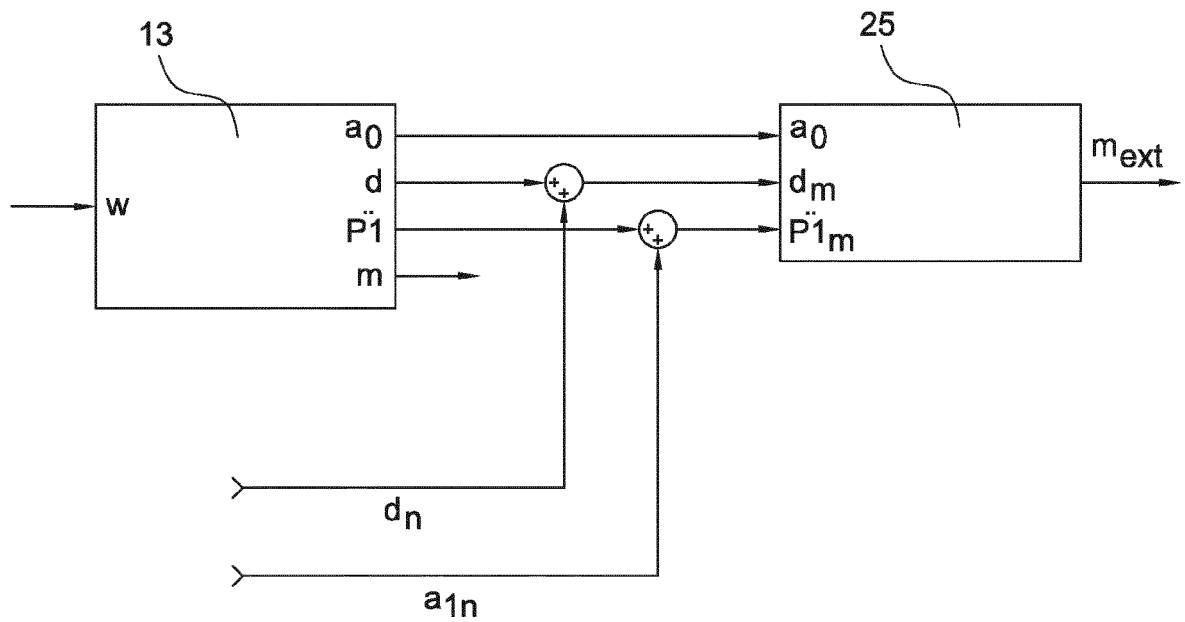 13
25
a0
a0
mext
d
+
+
dm
w
P̈1
+
+
P̈1m
m
dn
a1n